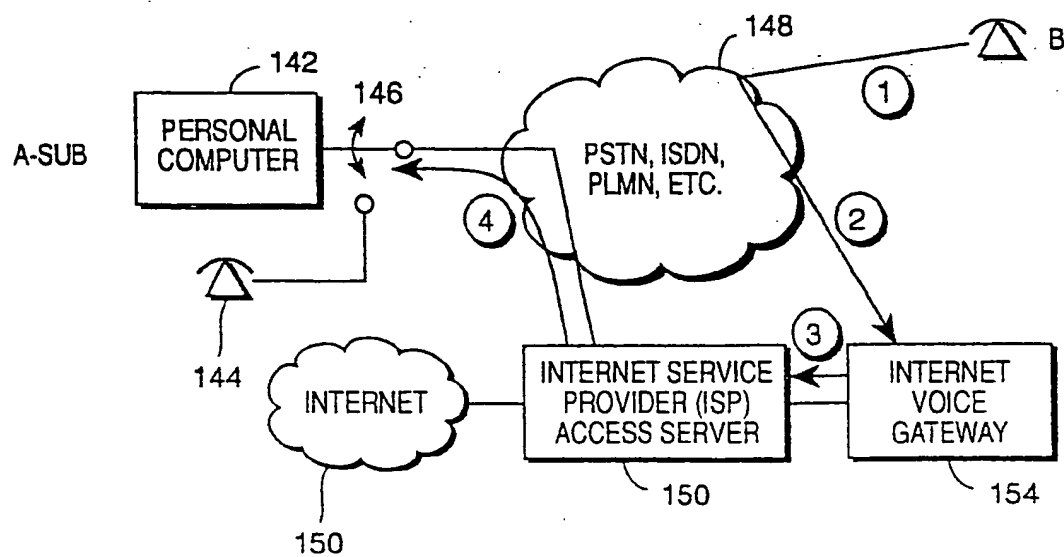 148
B
142
146
1
PERSONAL
COMPUTER
A-SUB
PSTN, ISDN,
PLMN, ETC.
4
2
3
144
INTERNET
INTERNET SERVICE
PROVIDER (ISP)
ACCESS SERVER
INTERNET
VOICE
GATEWAY
150
150
154